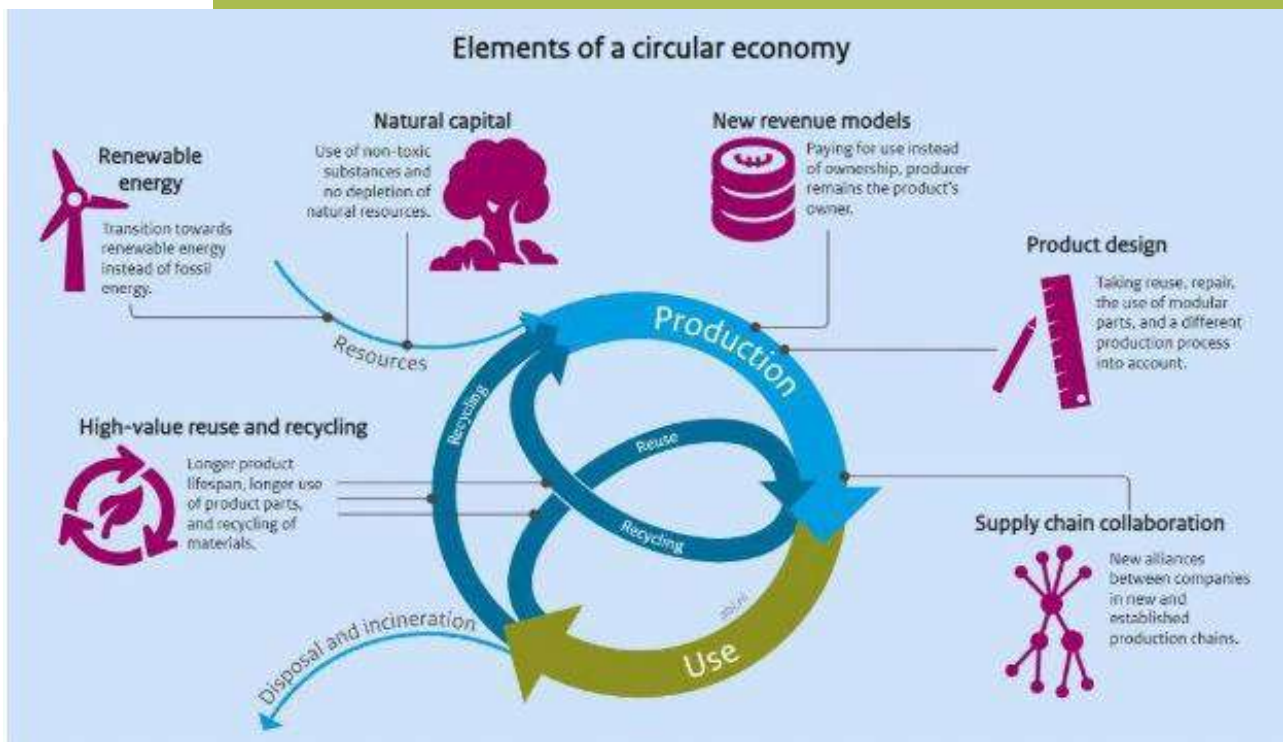 Elements of a circular economy
Renewable
energy
Transition towards
renewable energy
instead of fossil
energy.
Natural capital
Use of non-toxic
substances and
no depletion of
natural resources.
New revenue models
Paying for use instead
of ownership, producer
remains the product's
owner.
Product design
Taking reuse, repair,
the use of modular
parts, and a different
production process
into account.
Resources
Production
High-value reuse and recycling
Longer product
lifespan, longer use
of product parts,
and recycling of
materials.
Recycling
Reuse
Recycling
Supply chain collaboration
New alliances
between companies
in new and
established
production chains.
Use
Disposal and incineration